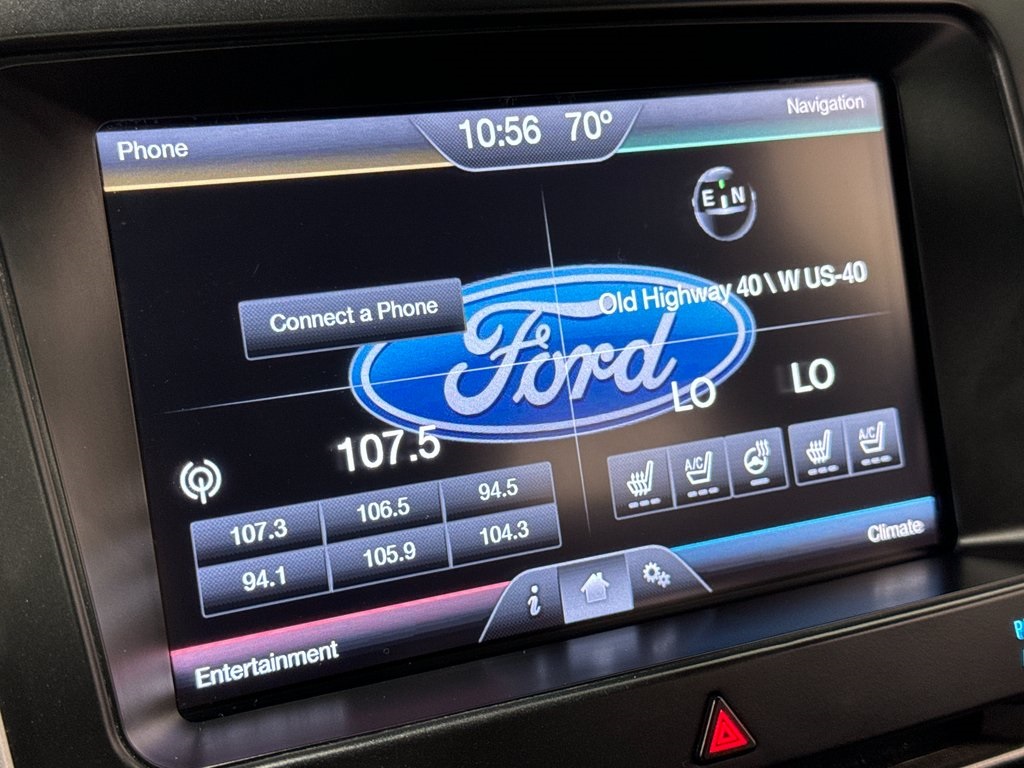 Phone
10:56 70°
Navigation
E N
Connect a Phone
Old Highway 40\W US-40
Ford
LO
LO
107.5
107.3
106.5
94.5
94.1
105.9
104.3
A/C
A/C
i
Climate
Entertainment